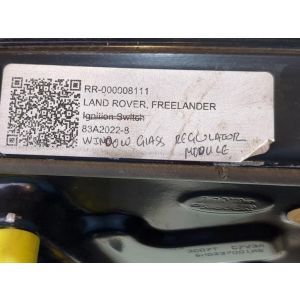 RR-000008111
LAND ROVER, FREELANDER
Ignition Switch
83A2022-8
WINDOW GLASS REGULATOR
MODULE